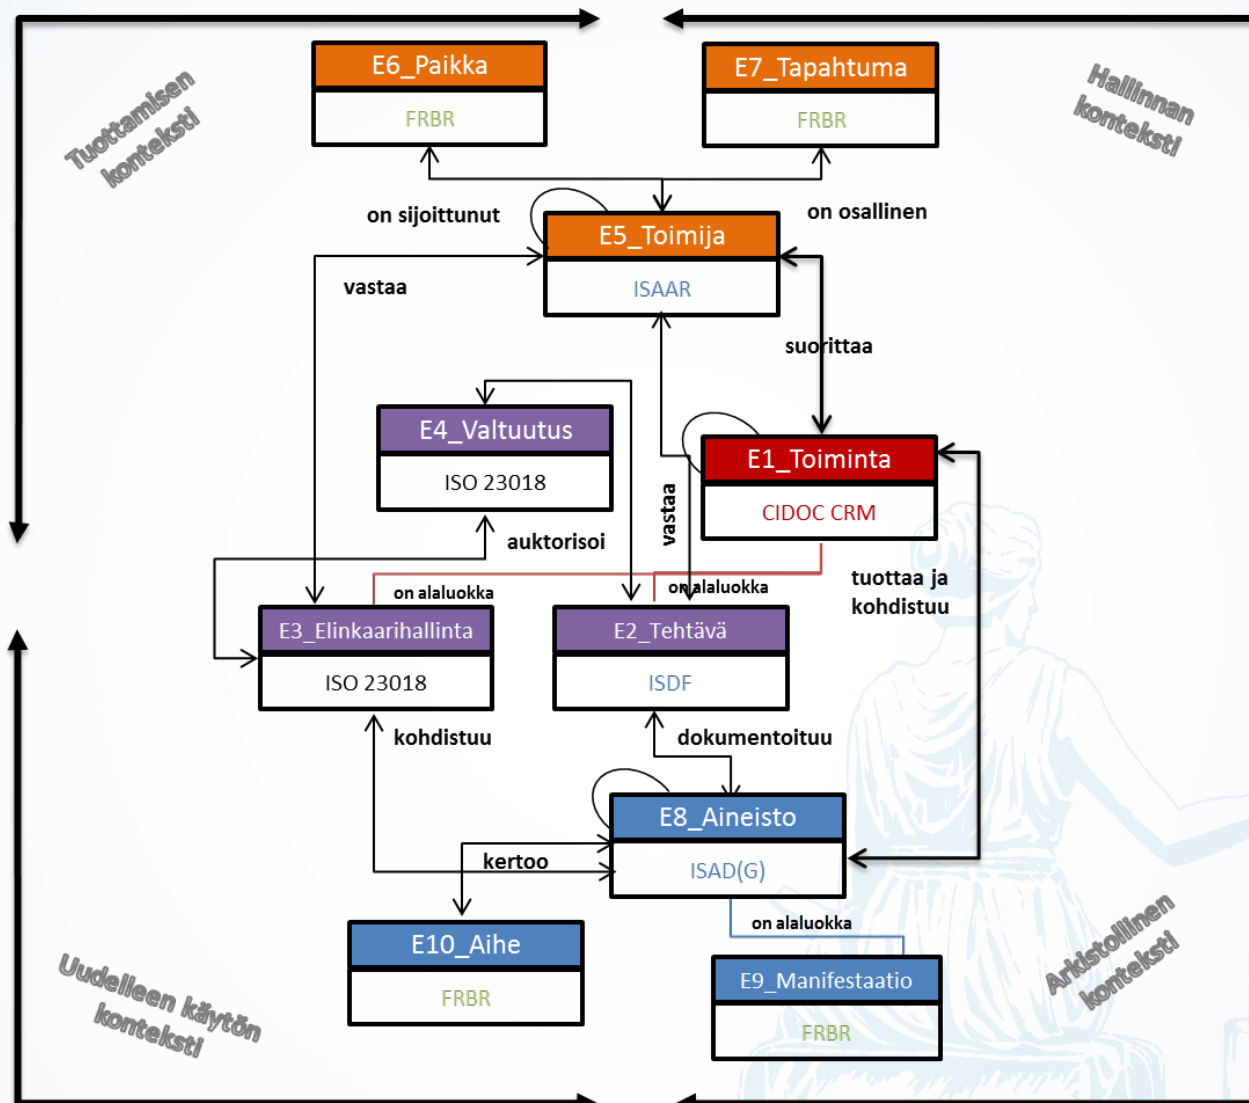 E6_Paikka
FRBR
E7_Tapahtuma
FRBR
Tuottamisen
konteksti
Hallinnan
konteksti
on sijoittunut
on osallinen
E5_Toimija
ISAAR
vastaa
suorittaa
E4_Valtuutus
ISO 23018
E1_Toiminta
CIDOC CRM
vastaa
auktorisoi
tuottaa ja
kohdistuu
on alaluokka
on alaluokka
E3_Elinkaarihallinta
ISO 23018
E2_Tehtävä
ISDF
kohdistuu
dokumentoituu
E8_Aineisto
ISAD(G)
kertoo
on alaluokka
E10_Aihe
FRBR
E9_Manifestaatio
FRBR
Uudelleen käytön
konteksti
Arkistollinen
konteksti